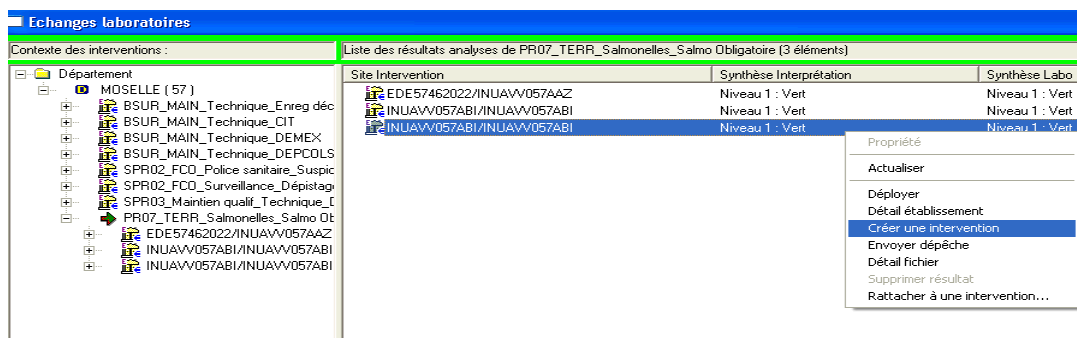 Echanges laboratoires
Contexte des interventions :
Liste des résultats analyses de PR07_TERR_Salmonelles_Salmo Obligatoire (3 éléments)
Département
MOSELLE ( 57 )
BSUR_MAIN_Technique_Enreg déc
BSUR_MAIN_Technique_CIT
BSUR_MAIN_Technique_DEMEX
BSUR_MAIN_Technique_DEPCOLS
SPR02_FCO_Police sanitaire_Suspic
SPR02_FCO_Surveillance_Dépistag
SPR03_Maintien qualif_Technique_D
PR07_TERR_Salmonelles_Salmo Ob
EDE57462022/INUAVV057AAZ
INUAVV057ABI/INUAVV057ABI
INUAVV057ABI/INUAVV057ABI
Site Intervention Synthèse Interprétation Synthèse Labo
EDE57462022/INUAVV057AAZ Niveau 1 : Vert Niveau 1 : Vert
INUAVV057ABI/INUAVV057ABI Niveau 1 : Vert Niveau 1 : Vert
INUAVV057ABI/INUAVV057ABI Niveau 1 : Vert Niveau 1 : Vert
Propriété
Actualiser
Déployer
Détail établissement
Créer une intervention
Envoyer dépêche
Détail fichier
Supprimer résultat
Rattacher à une intervention...